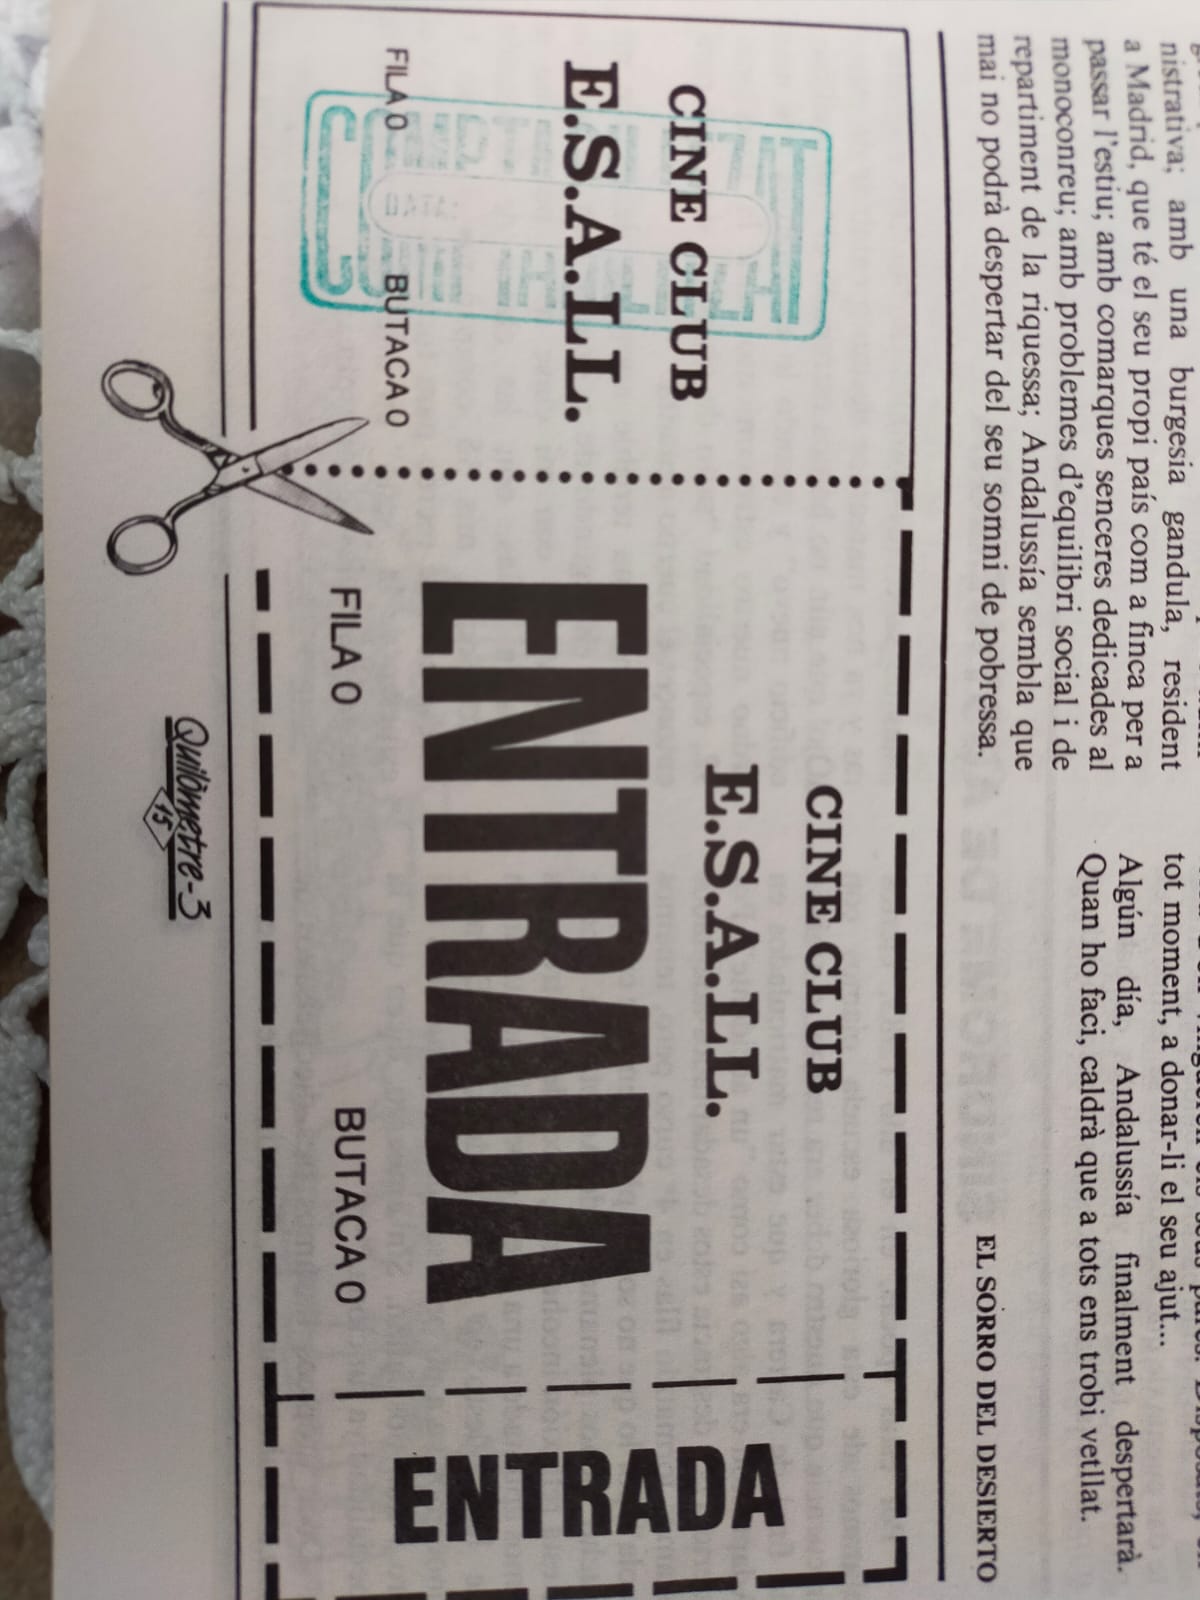 nistrativa; amb una burgesia gandula, resident
a Madrid, que té el seu propi país com a finca per a
passar l'estiu; amb comarques senceres dedicades al
monoconreu; amb problemes d'equilibri social i de
repartiment de la riquessa; Andalussía sembla que
mai no podrà despertar del seu somni de pobressa.
tot moment, a donar-li el seu ajut...
Algún día, Andalussía finalment despertarà.
Quan ho faci, caldrà que a tots ens trobi vetllat.
EL SORRO DEL DESIERTO
CINE CLUB
E.S.A.LL.
FILA 0 BUTACA 0
CINE CLUB
E.S.A.LL.
ENTRADA
FILA 0 BUTACA 0
ENTRADA
Quilòmetre-3
15